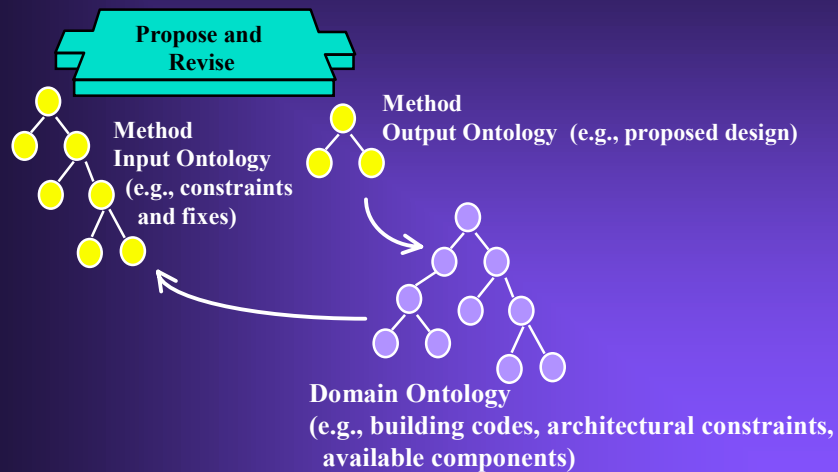 Propose and
Revise
Method
Input Ontology
(e.g., constraints
and fixes)
Method
Output Ontology (e.g., proposed design)
Domain Ontology
(e.g., building codes, architectural constraints,
available components)